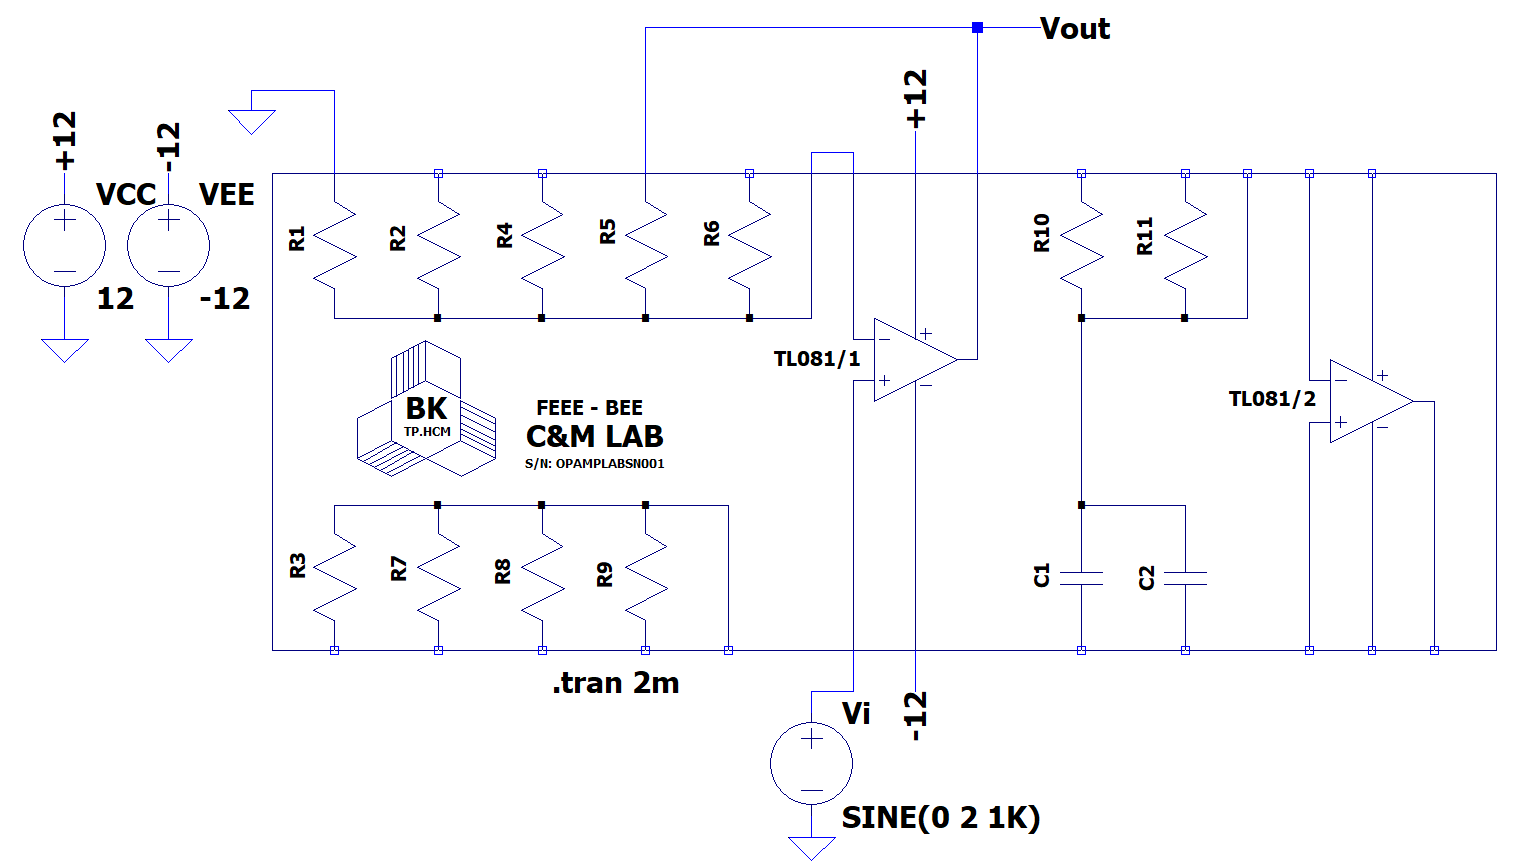 Vout
+12
+12
-12
VCC
VEE
R1
R2
R4
R5
R6
R10
R11
12
-12
TL081/1
TL081/2
BK
TP.HCM
FEEE - BEE
C&M LAB
S/N: OPAMPLABSN001
R3
R7
R8
R9
C1
C2
.tran 2m
Vi
-12
SINE(0 2 1K)